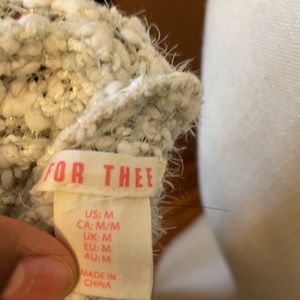 FOR THEE
US: M
CA: M/M
UK: M
EU: M
AU: M
MADE IN
CHINA